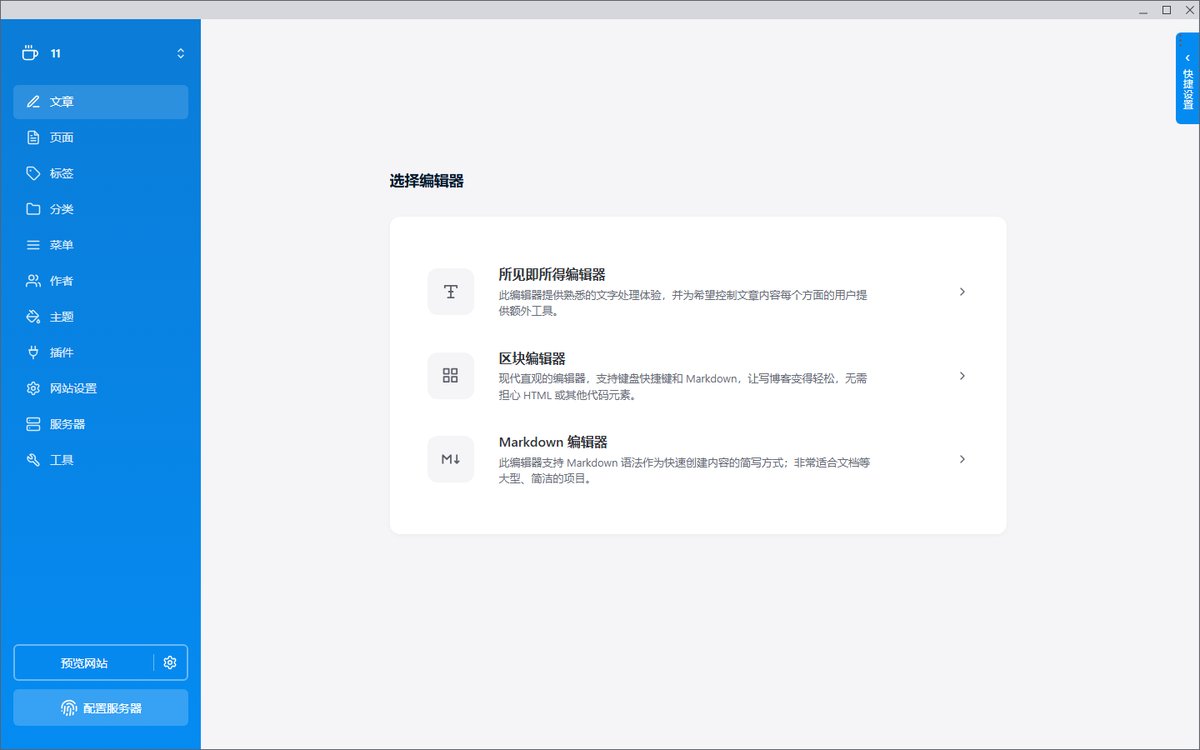 11
文章
页面
标签
分类
菜单
作者
主题
插件
网站设置
服务器
工具
预览网站
配置服务器
选择编辑器
所见即所得编辑器
此编辑器提供熟悉的文字处理体验，并为希望控制文章内容每个方面的用户提
供额外工具。
区块编辑器
现代直观的编辑器，支持键盘快捷键和 Markdown，让写博客变得轻松，无需
担心 HTML 或其他代码元素。
M↓
Markdown 编辑器
此编辑器支持 Markdown 语法作为快速创建内容的简写方式；非常适合文档等
大型、简洁的项目。
快捷设置